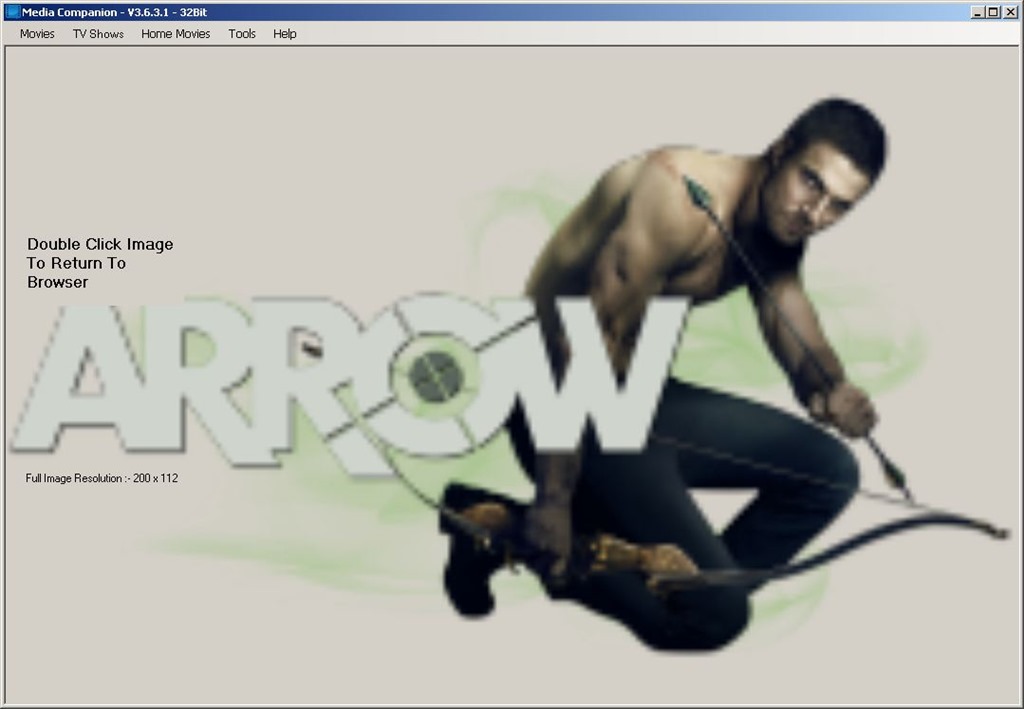 Media Companion - V3.6.3.1 - 32Bit
Movies TV Shows Home Movies Tools Help
Double Click Image
To Return To
Browser
ARROW
Full Image Resolution :- 200 x 112